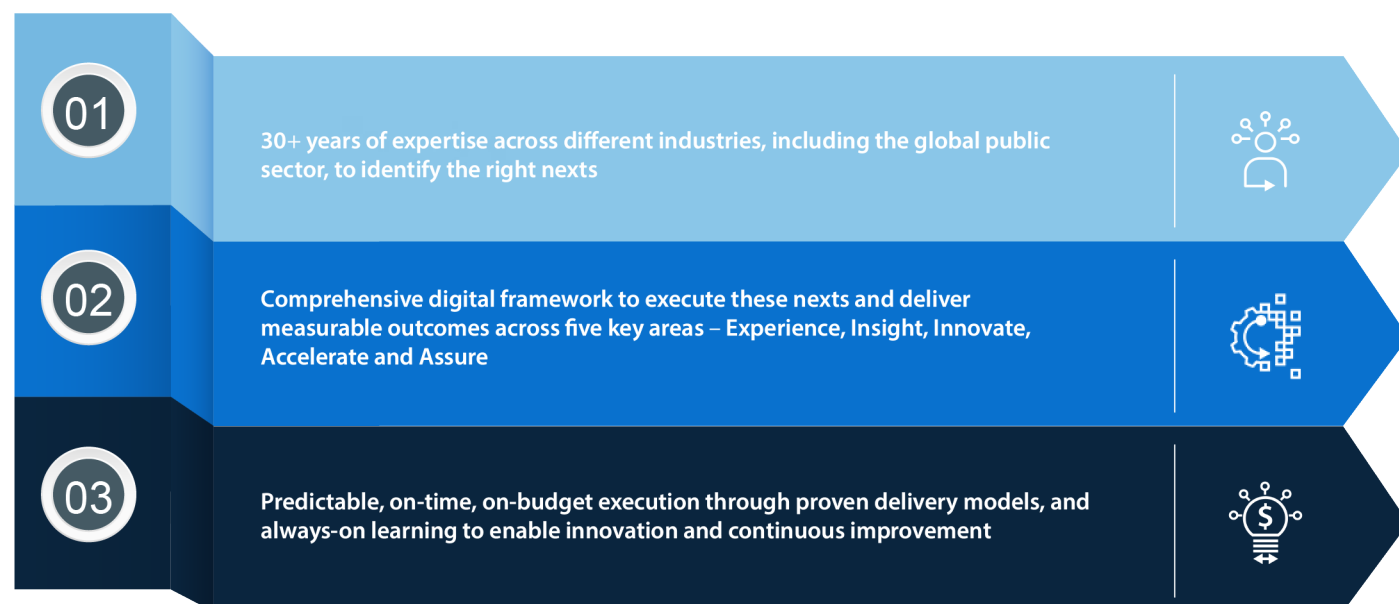 01
30+ years of expertise across different industries, including the global public
sector, to identify the right nexts
02
Comprehensive digital framework to execute these nexts and deliver
measurable outcomes across five key areas – Experience, Insight, Innovate,
Accelerate and Assure
03
Predictable, on-time, on-budget execution through proven delivery models, and
always-on learning to enable innovation and continuous improvement
$